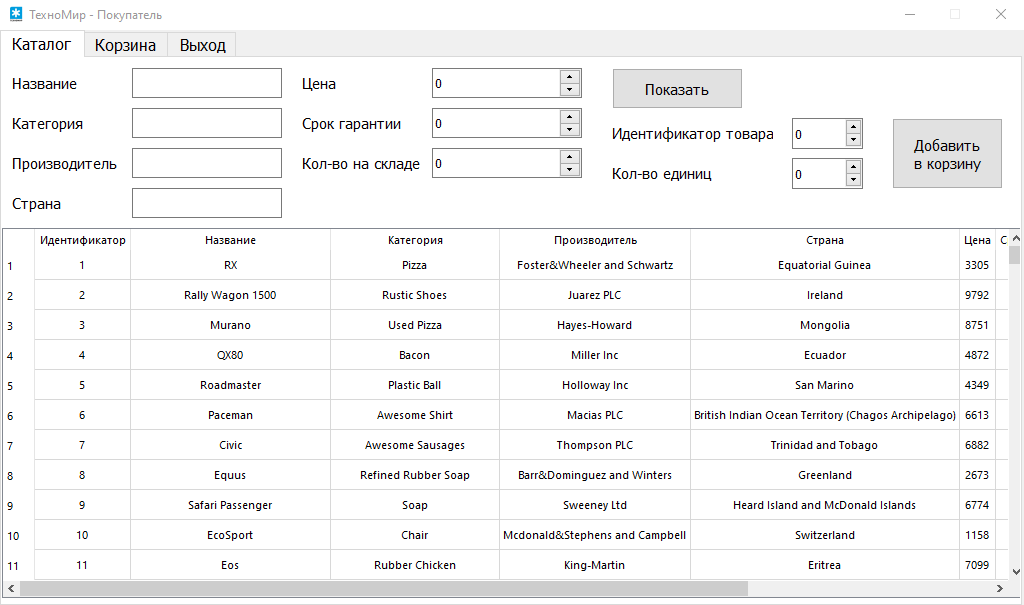 ТехноМир - Покупатель
Каталог Корзина Выход
Название Цена 0 Показать
Категория Срок гарантии 0 Идентификатор товара 0 Добавить в корзину
Производитель Кол-во на складе 0 Кол-во единиц 0
Страна
Идентификатор Название Категория Производитель Страна Цена С
1 1 RX Pizza Foster&Wheeler and Schwartz Equatorial Guinea 3305
2 2 Rally Wagon 1500 Rustic Shoes Juarez PLC Ireland 9792
3 3 Murano Used Pizza Hayes-Howard Mongolia 8751
4 4 QX80 Bacon Miller Inc Ecuador 4872
5 5 Roadmaster Plastic Ball Holloway Inc San Marino 4349
6 6 Paceman Awesome Shirt Macias PLC British Indian Ocean Territory (Chagos Archipelago) 6613
7 7 Civic Awesome Sausages Thompson PLC Trinidad and Tobago 6882
8 8 Equus Refined Rubber Soap Barr&Dominguez and Winters Greenland 2673
9 9 Safari Passenger Soap Sweeney Ltd Heard Island and McDonald Islands 6774
10 10 EcoSport Chair Mcdonald&Stephens and Campbell Switzerland 1158
11 11 Eos Rubber Chicken King-Martin Eritrea 7099